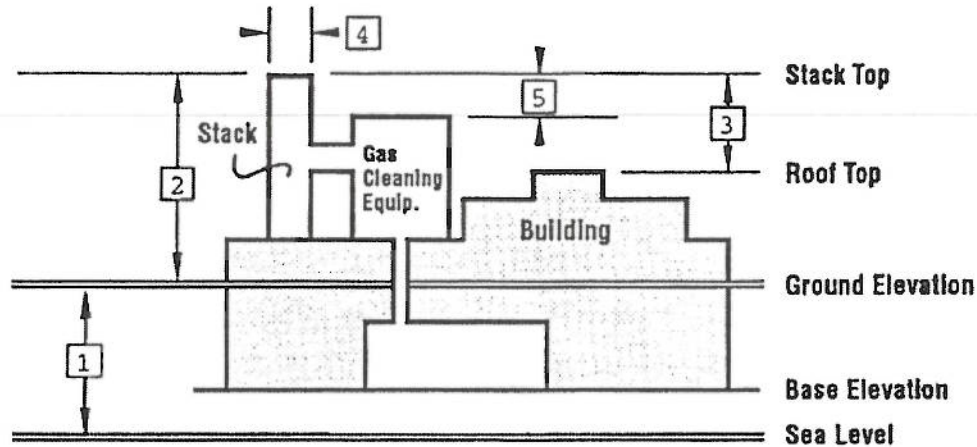 4
Stack Top
5
3
Stack
Gas
Cleaning
Equip.
2
Roof Top
Building
Ground Elevation
1
Base Elevation
Sea Level